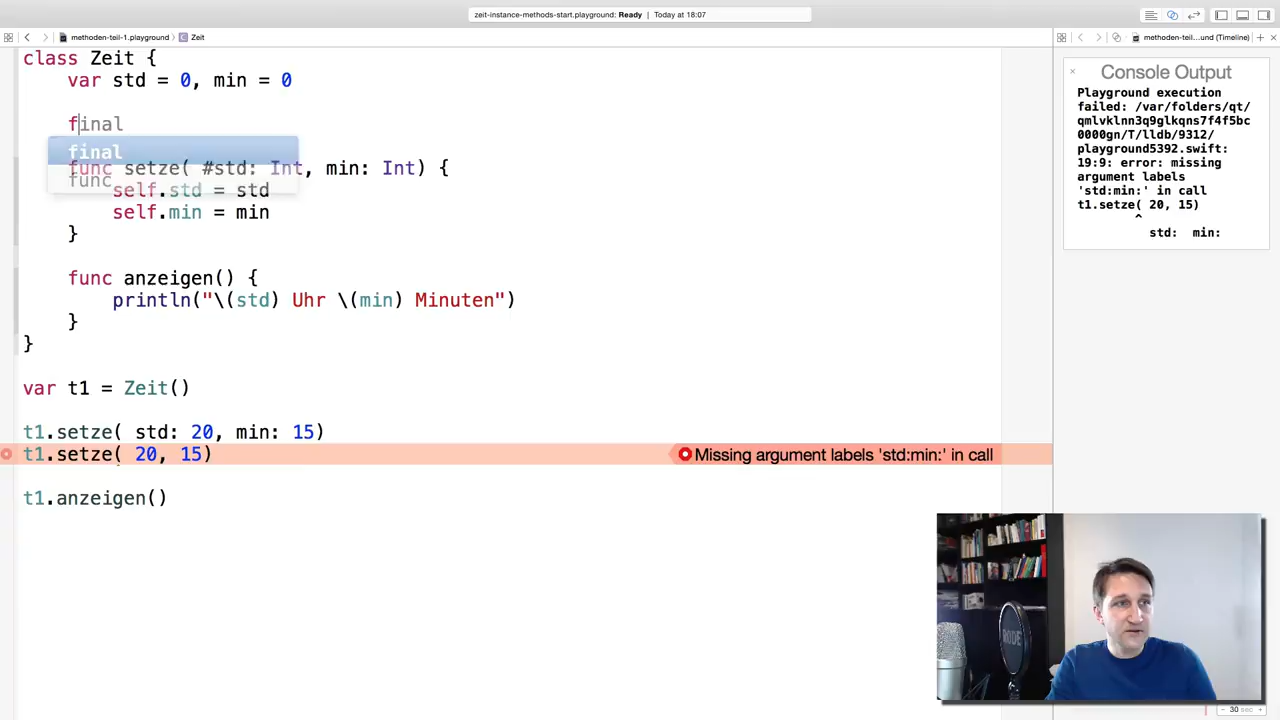 zeit-instance-methods-start.playground: Ready | Today at 18:07
methoden-teil-1.playground > C Zeit
methoden-teil...und (Timeline)
class Zeit {
var std = 0, min = 0
final
final
func
func setze( #std: Int, min: Int) {
self.std = std
self.min = min
}
func anzeigen() {
println("\(std) Uhr \(min) Minuten")
}
}
var t1 = Zeit()
t1.setze( std: 20, min: 15)
t1.setze( 20, 15)
Missing argument labels 'std:min:' in call
t1.anzeigen()
Console Output
Playground execution
failed: /var/folders/qt/
qmlvklnn3q9glkqns7f4f5bc
0000gn/T/lldb/9312/
playground5392.swift:
19:9: error: missing
argument labels
'std:min:' in call
t1.setze( 20, 15)
^
std: min:
RODE
- 30 sec +